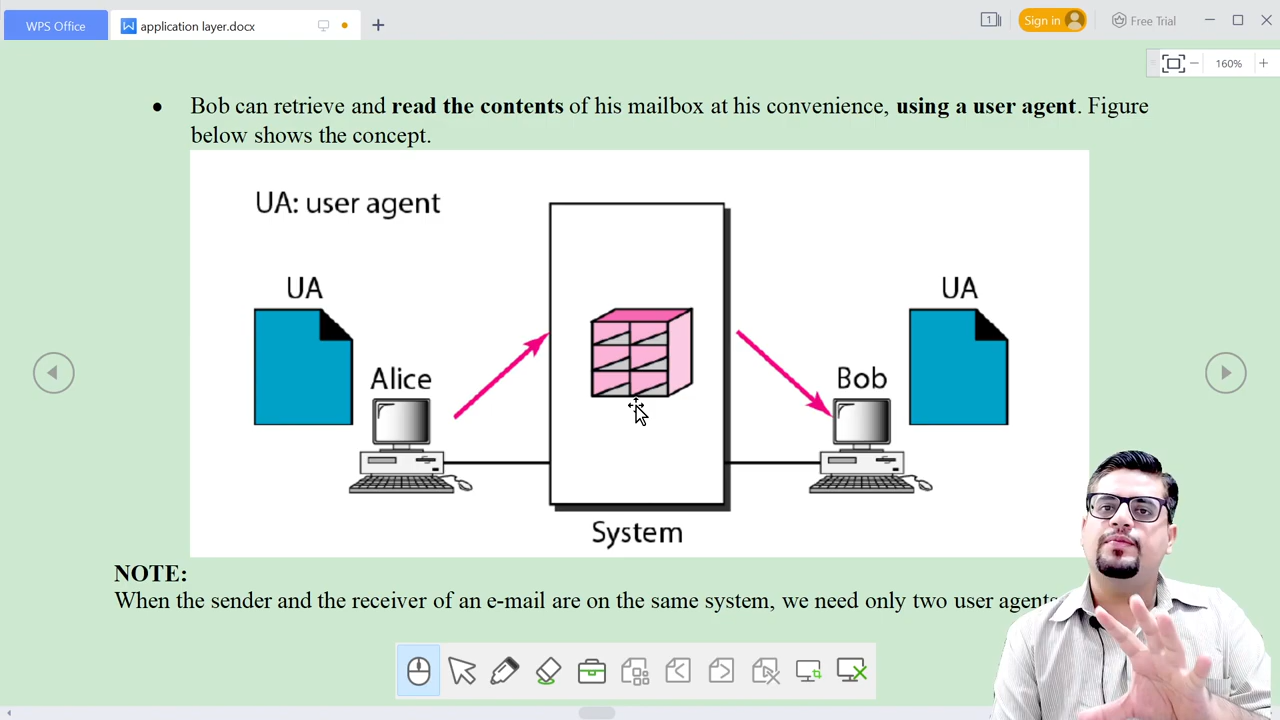 WPS Office
application layer.docx
1
Sign in
Free Trial
160%
Bob can retrieve and read the contents of his mailbox at his convenience, using a user agent. Figure
below shows the concept.
UA: user agent
UA
UA
Alice
Bob
System
NOTE:
When the sender and the receiver of an e-mail are on the same system, we need only two user agents